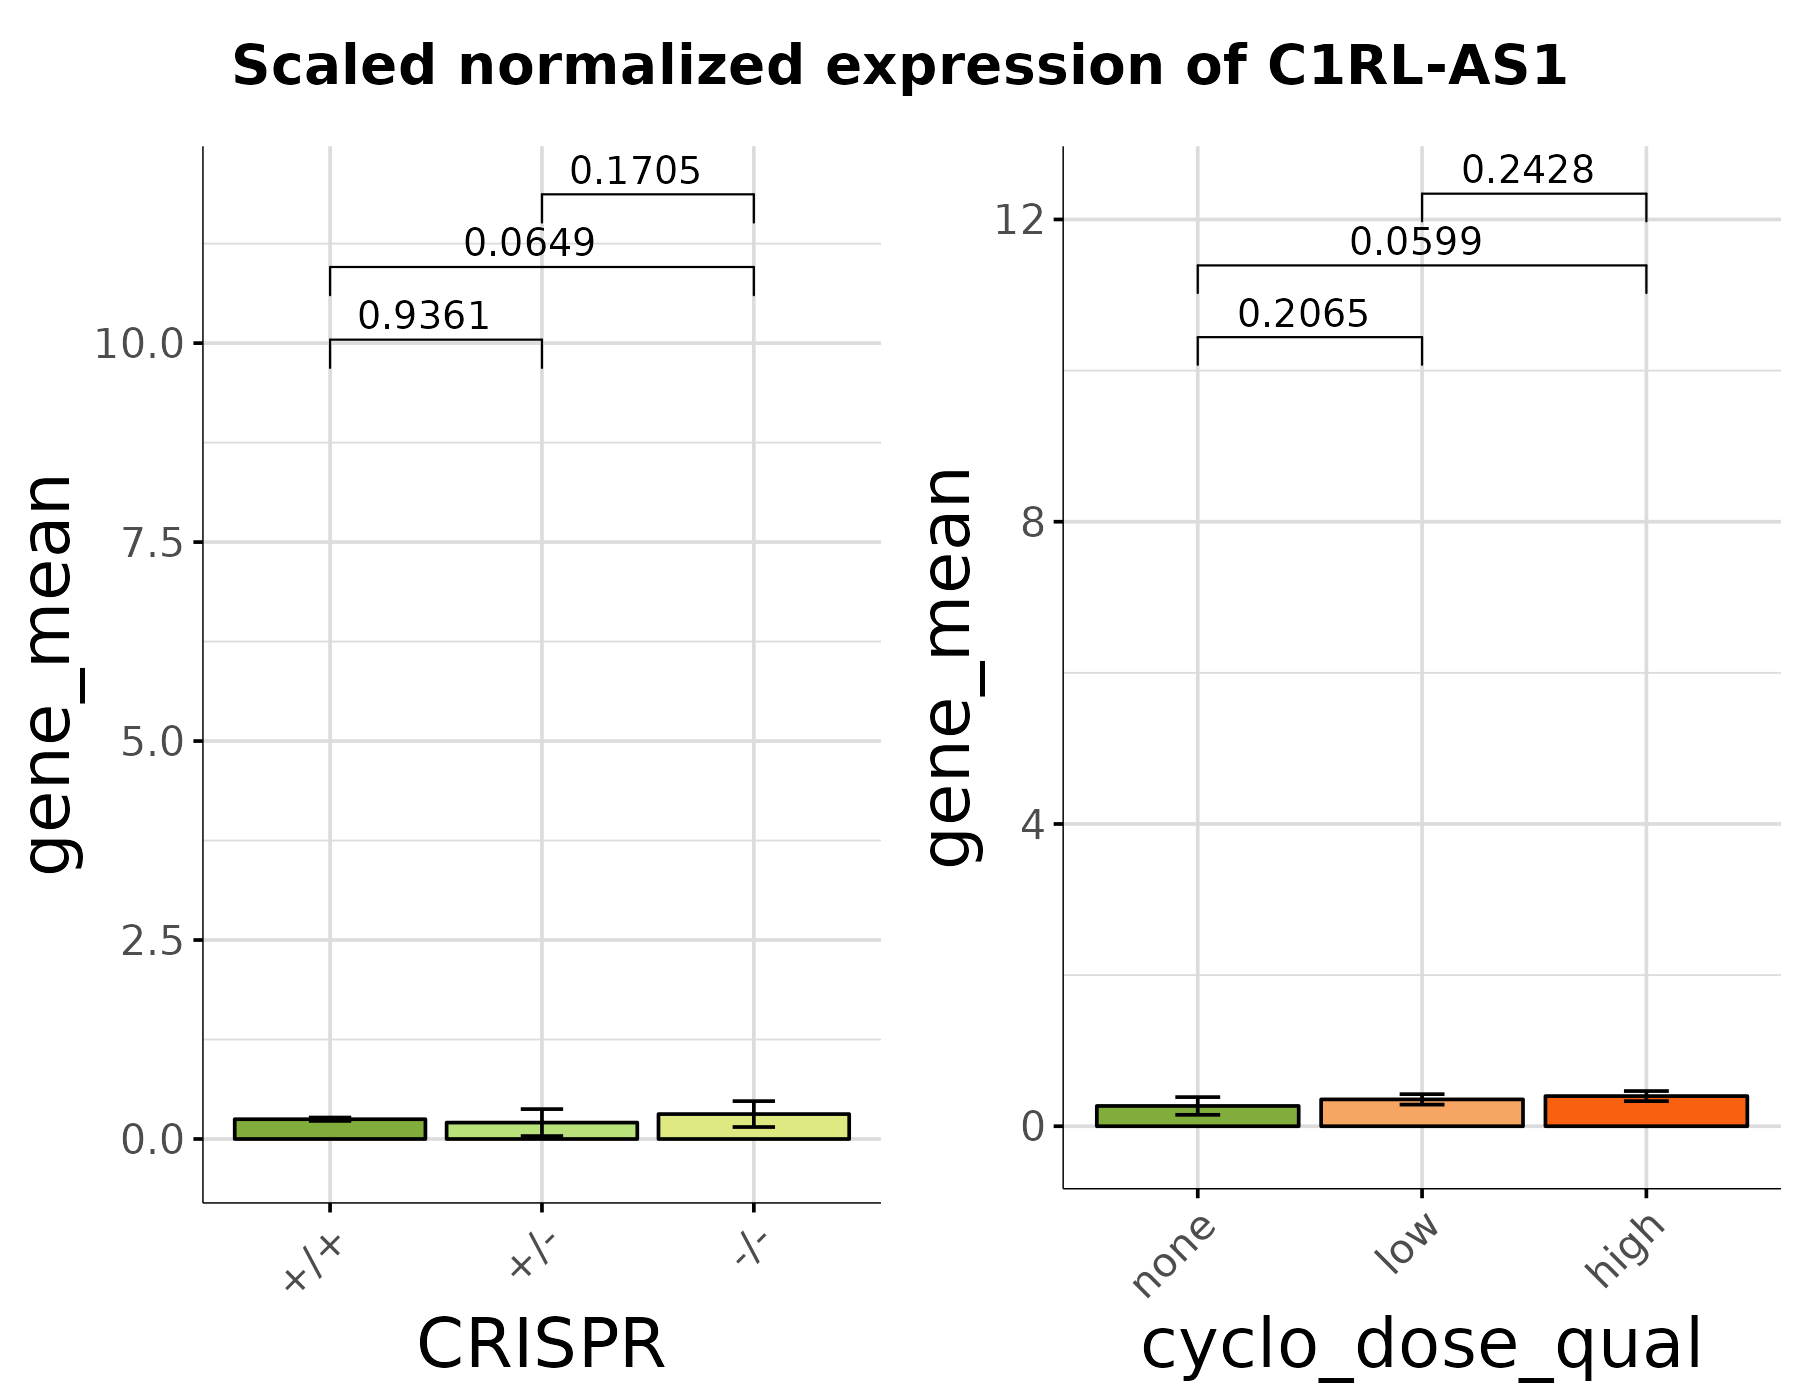 Scaled normalized expression of C1RL-AS1
gene_mean
10.0
7.5
5.0
2.5
0.0
0.1705
0.0649
0.9361
+/+
+/-
-/-
CRISPR
gene_mean
12
8
4
0
0.2428
0.0599
0.2065
none
low
high
cyclo_dose_qual